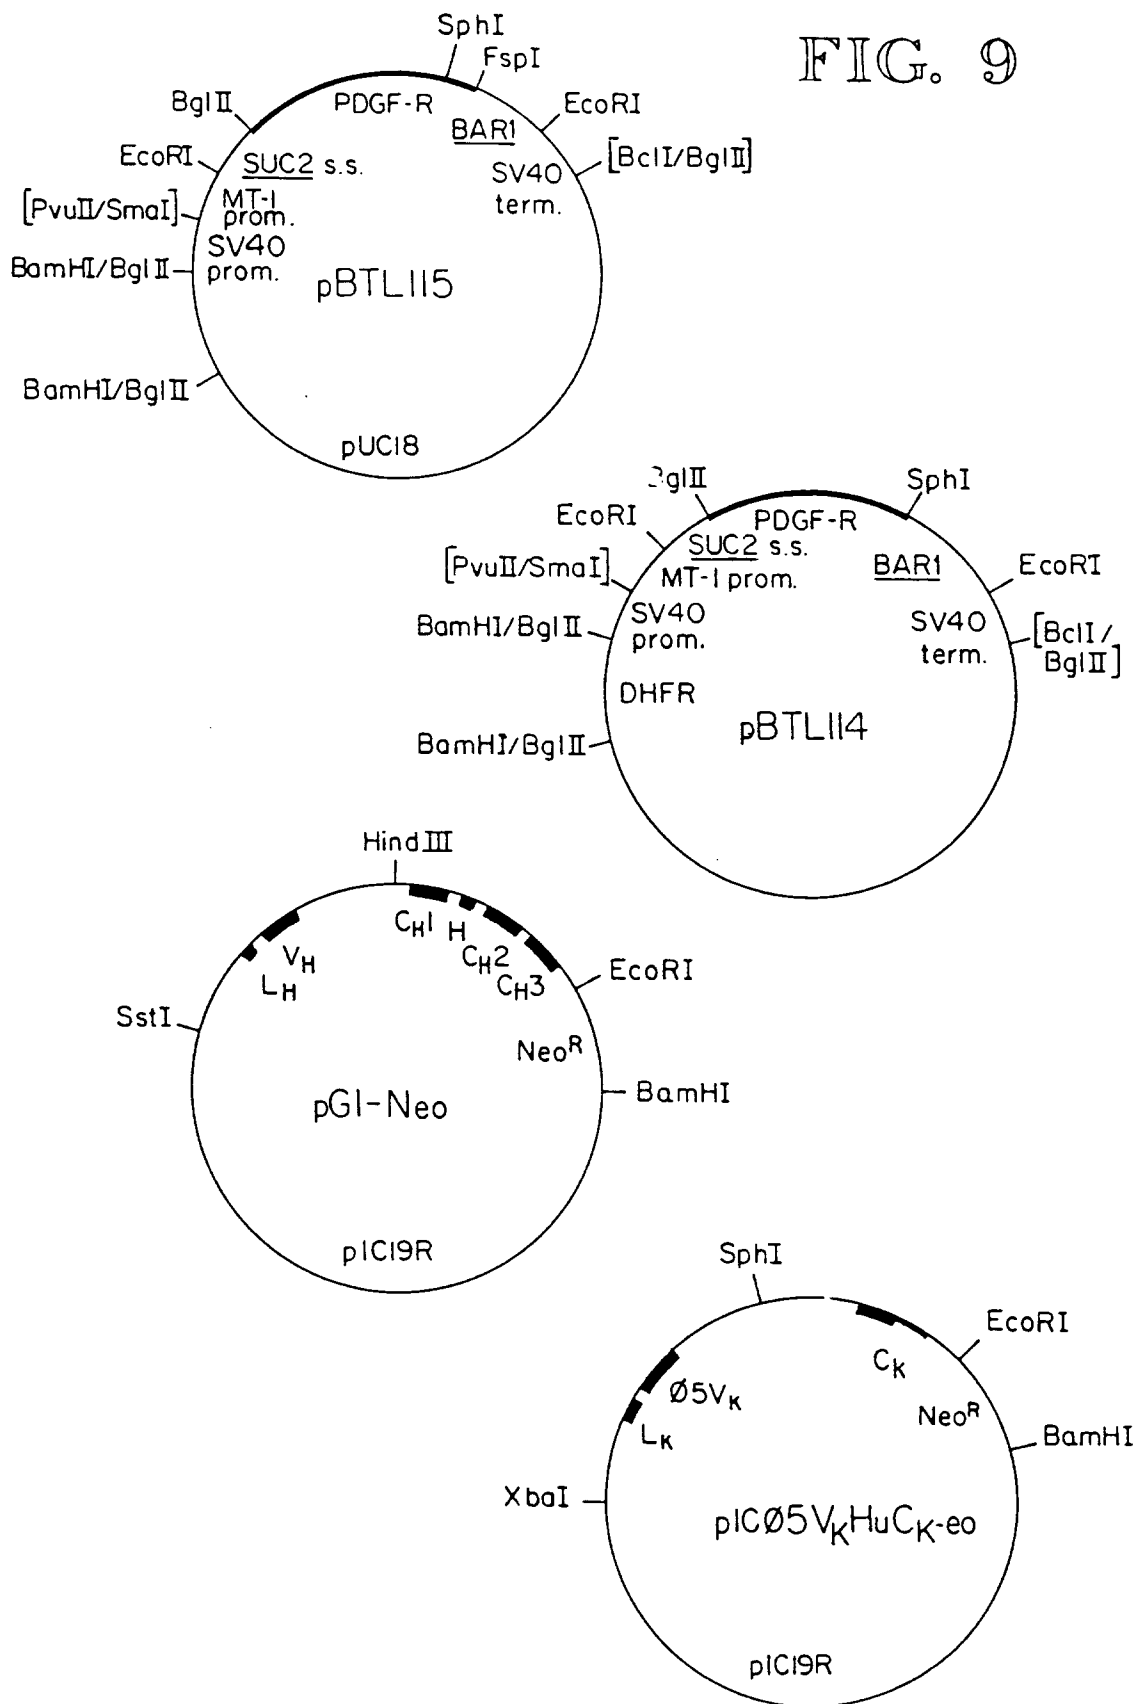 FIG. 9
SphI
FspI
BglII
PDGF-R
EcoRI
BAR1
EcoRI
[BclI/BglII]
SUC2 s.s.
SV40
term.
MT-I
prom.
[PvuII/SmaI]
SV40
prom.
BamHI/BglII
pBTL115
BamHI/BglII
pUC18
SphI
PDGF-R
EcoRI
SUC2 s.s.
BAR1
EcoRI
[PvuII/SmaI]
MT-I prom.
SV40
prom.
BamHI/BglII
SV40
term.
[BclI/
BglII]
DHFR
pBTL114
BamHI/BglII
Hind III
CH1
H
CH2
CH3
VH
LH
EcoRI
SstI
NeoR
pG1-Neo
BamHI
pIC19R
SphI
EcoRI
CK
Ø5VK
NeoR
LK
BamHI
XbaI
pICØ5VKHuCK-eo
pIC19R